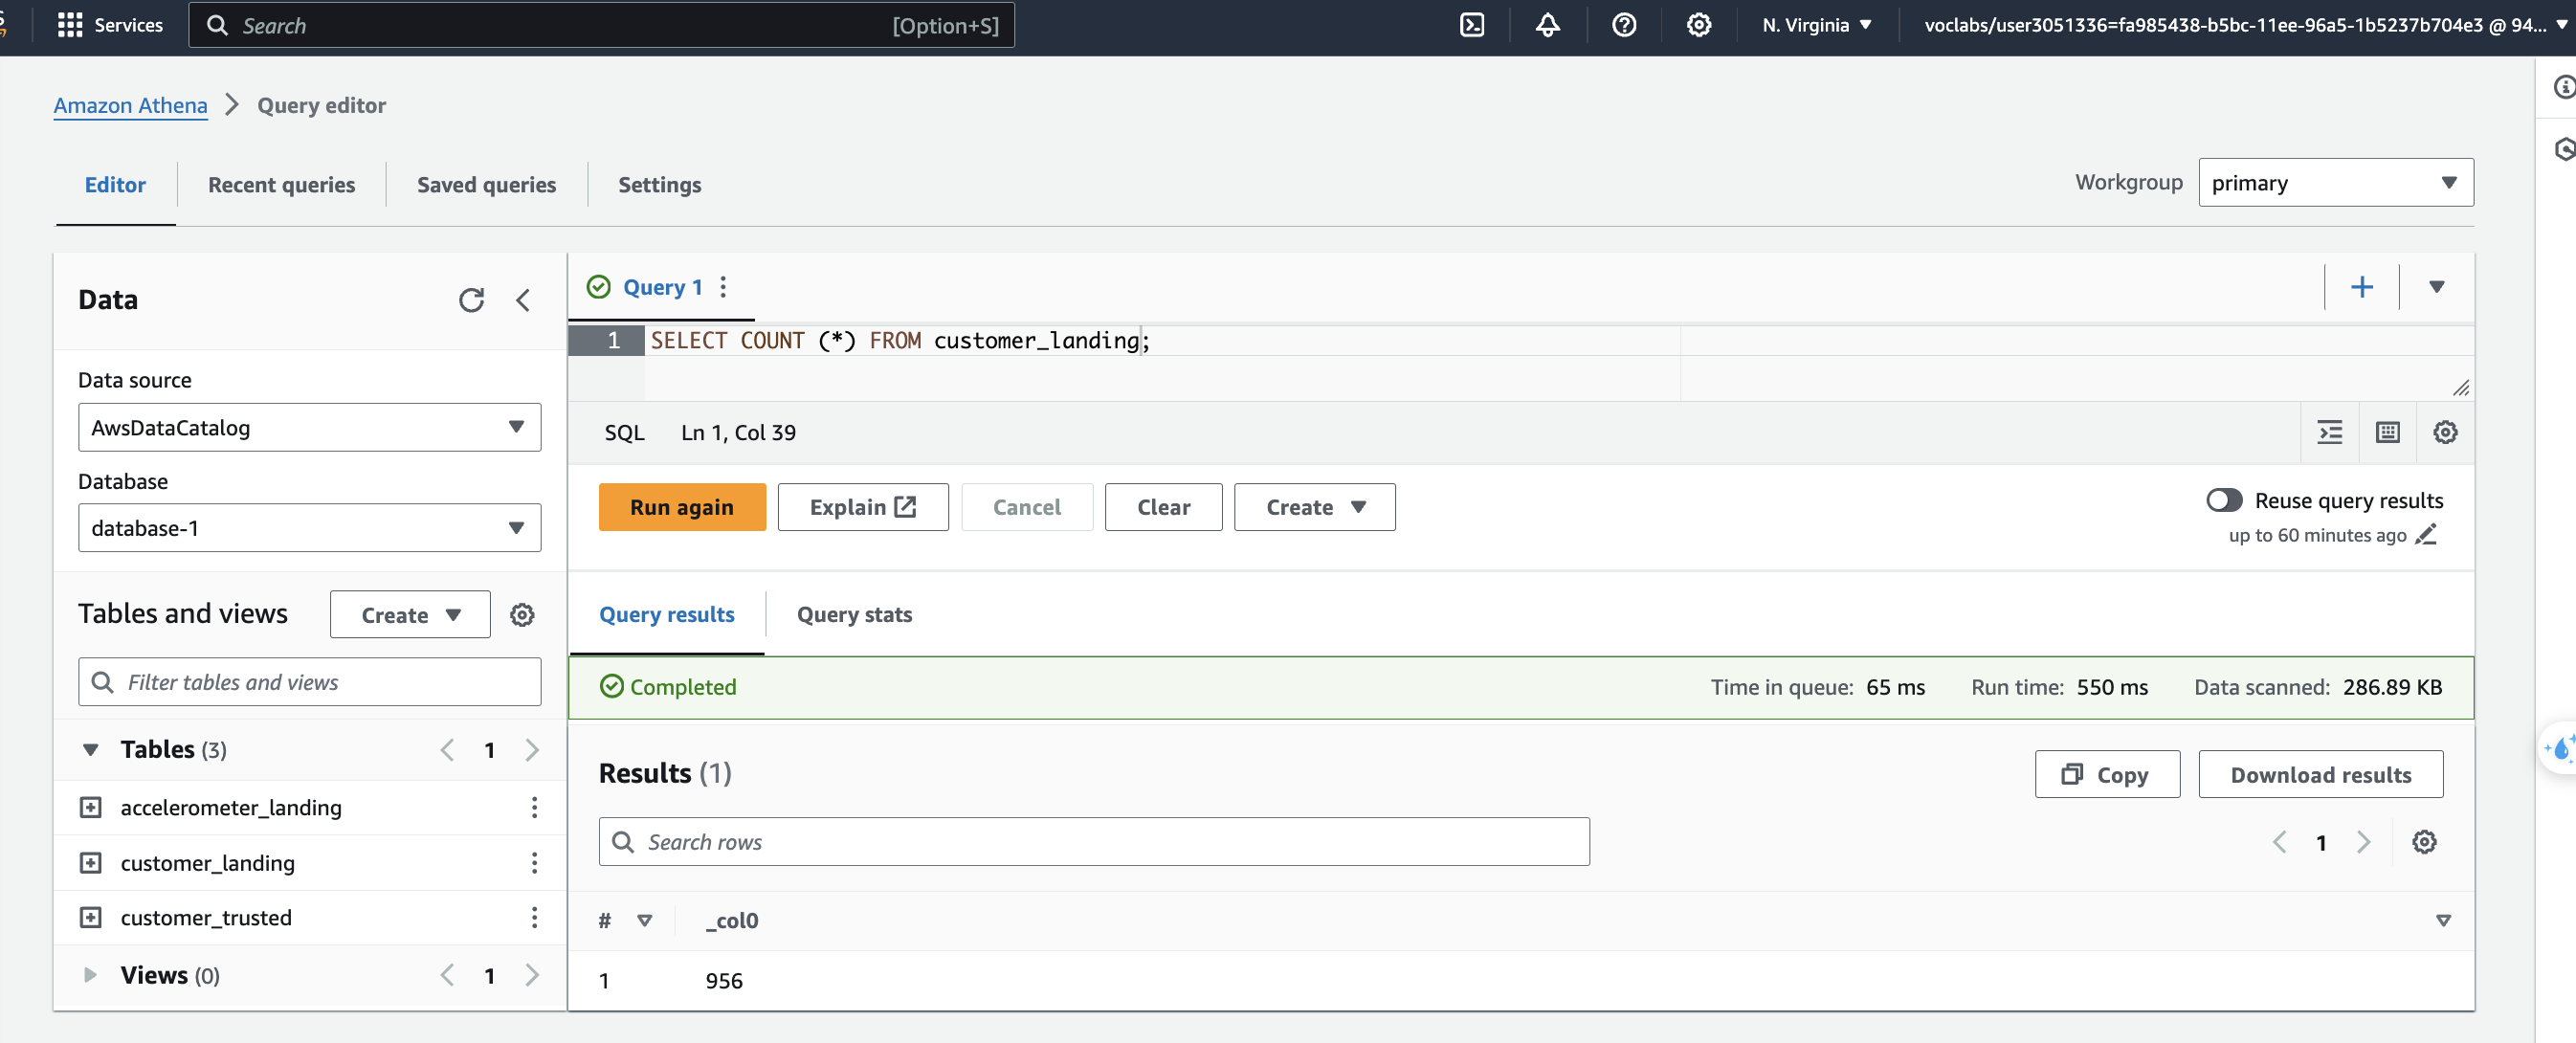 Services
Search [Option+S]
N. Virginia
voclabs/user3051336=fa985438-b5bc-11ee-96a5-1b5237b704e3 @ 94...
Amazon Athena > Query editor
Editor
Recent queries
Saved queries
Settings
Workgroup
primary
Data
Data source
AwsDataCatalog
Database
database-1
Tables and views
Create
Filter tables and views
Tables (3)
1
accelerometer_landing
customer_landing
customer_trusted
Views (0)
1
Query 1
1 SELECT COUNT (*) FROM customer_landing;
SQL Ln 1, Col 39
Run again
Explain
Cancel
Clear
Create
Reuse query results
up to 60 minutes ago
Query results
Query stats
Completed
Time in queue: 65 ms
Run time: 550 ms
Data scanned: 286.89 KB
Results (1)
Copy
Download results
Search rows
1
# _col0
1 956